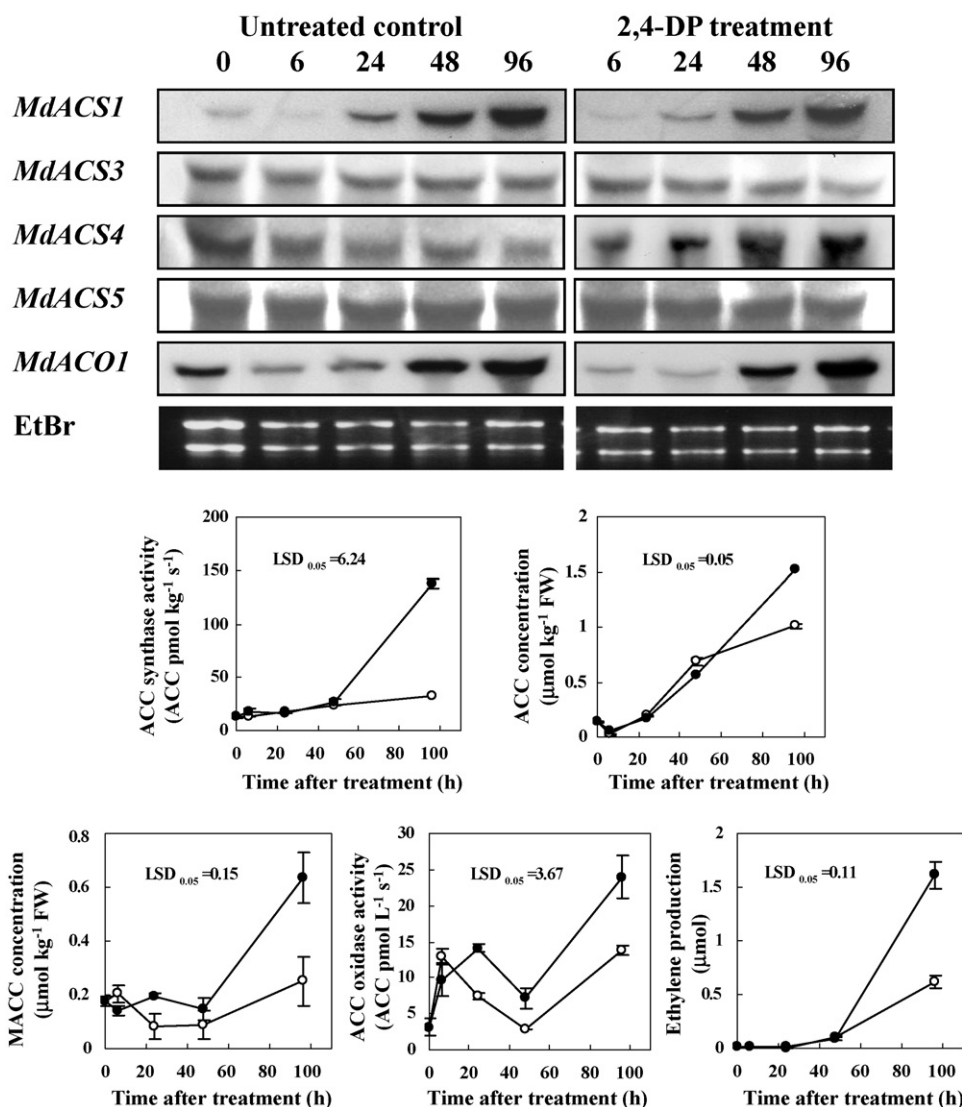 Untreated control 2,4-DP treatment
0 6 24 48 96 6 24 48 96
MdACS1
MdACS3
MdACS4
MdACS5
MdACO1
EtBr
ACC synthase activity
(ACC pmol kg⁻¹ s⁻¹)
200
150
100
50
0
LSD 0.05 =6.24
0 20 40 60 80 100
Time after treatment (h)
ACC concentration
(μmol kg⁻¹ FW)
2
1.5
1
0.5
0
LSD 0.05 =0.05
0 20 40 60 80 100
Time after treatment (h)
MACC concentration
(μmol kg⁻¹ FW)
0.8
0.6
0.4
0.2
0
LSD 0.05 =0.15
0 20 40 60 80 100
Time after treatment (h)
ACC oxidase activity
(ACC pmol L⁻¹ s⁻¹)
30
25
20
15
10
5
0
LSD 0.05 =3.67
0 20 40 60 80 100
Time after treatment (h)
Ethylene production
(μmol)
2
1.5
1
0.5
0
LSD 0.05 =0.11
0 20 40 60 80 100
Time after treatment (h)